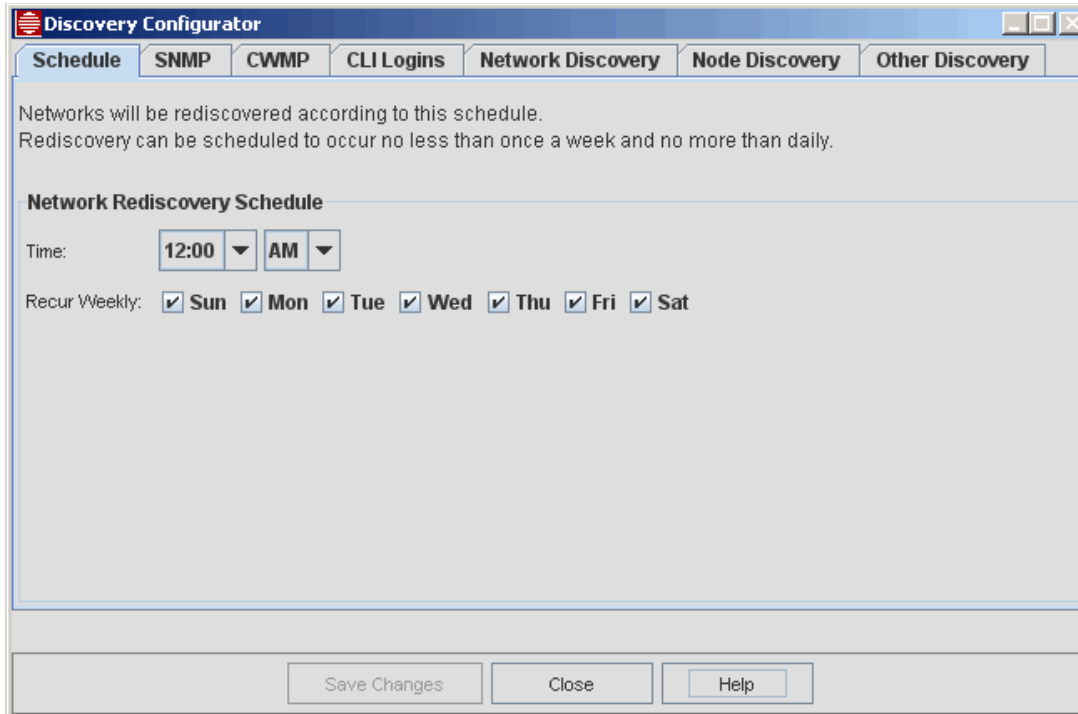 Discovery Configurator
Schedule SNMP CWMP CLI Logins Network Discovery Node Discovery Other Discovery
Networks will be rediscovered according to this schedule.
Rediscovery can be scheduled to occur no less than once a week and no more than daily.
Network Rediscovery Schedule
Time: 12:00 AM
Recur Weekly: Sun Mon Tue Wed Thu Fri Sat
Save Changes Close Help